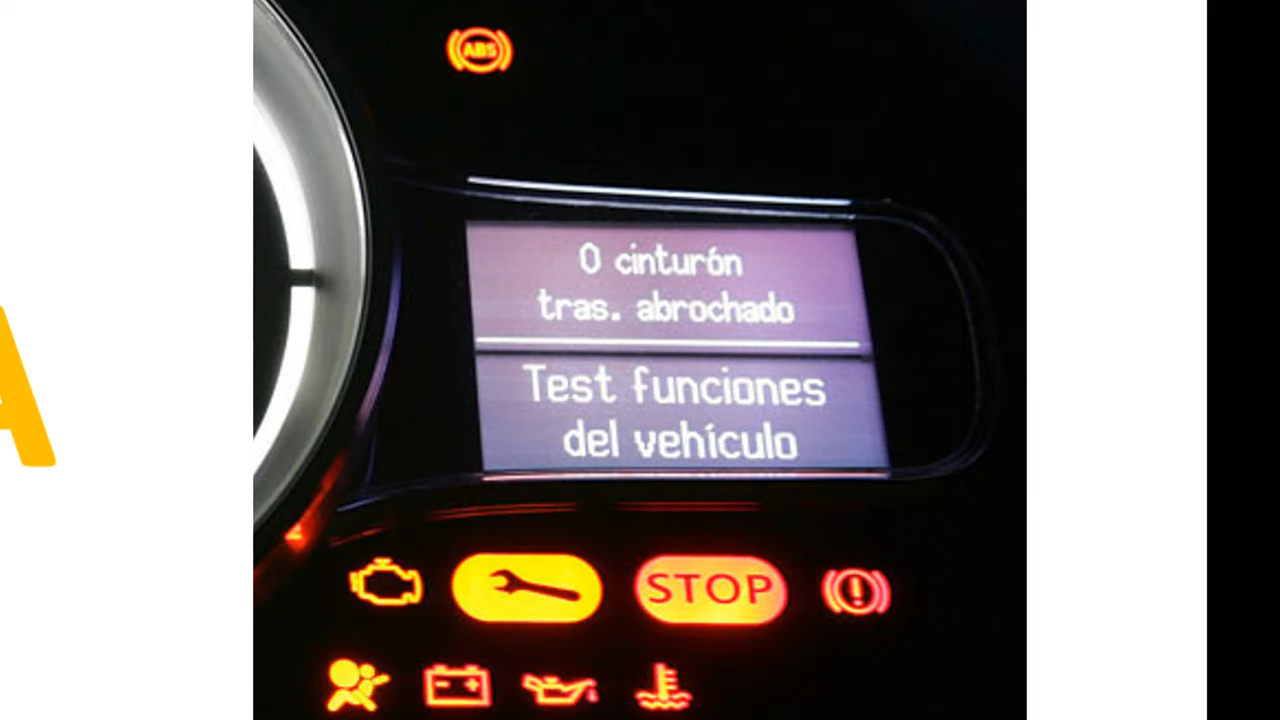 A
ABS
0 cinturón
tras. abrochado
Test funciones
del vehículo
STOP